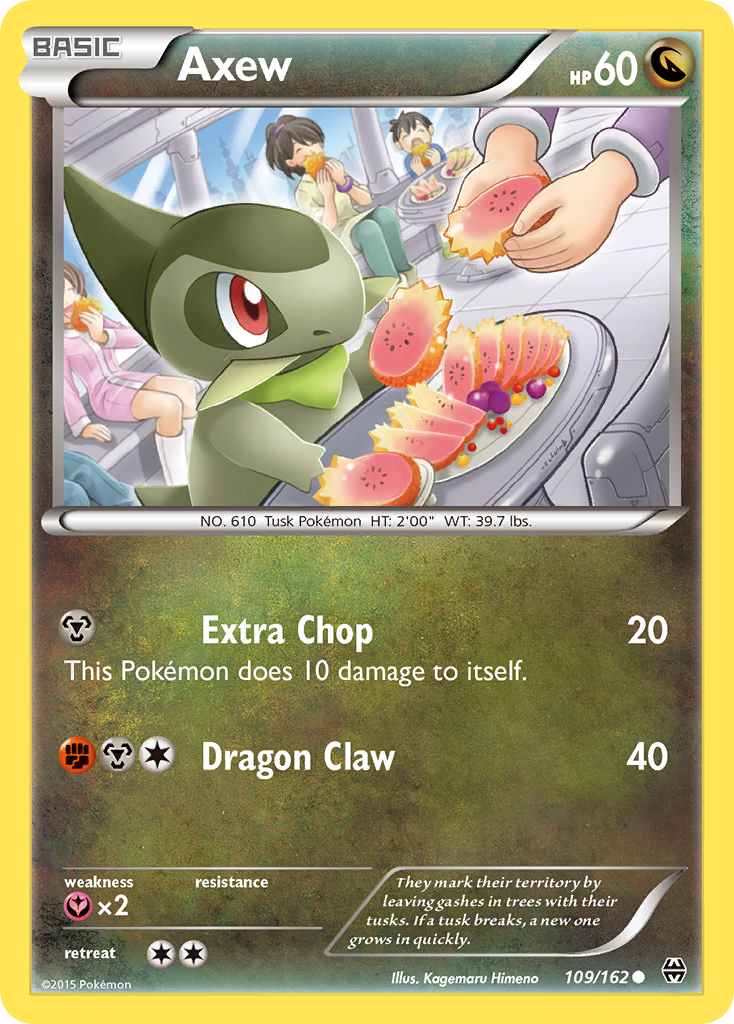 BASIC
Axew
HP60
NO. 610 Tusk Pokémon HT: 2'00" WT: 39.7 lbs.
Extra Chop 20
This Pokémon does 10 damage to itself.
Dragon Claw 40
weakness resistance
×2
retreat
They mark their territory by
leaving gashes in trees with their
tusks. If a tusk breaks, a new one
grows in quickly.
©2015 Pokémon
Illus. Kagemaru Himeno 109/162